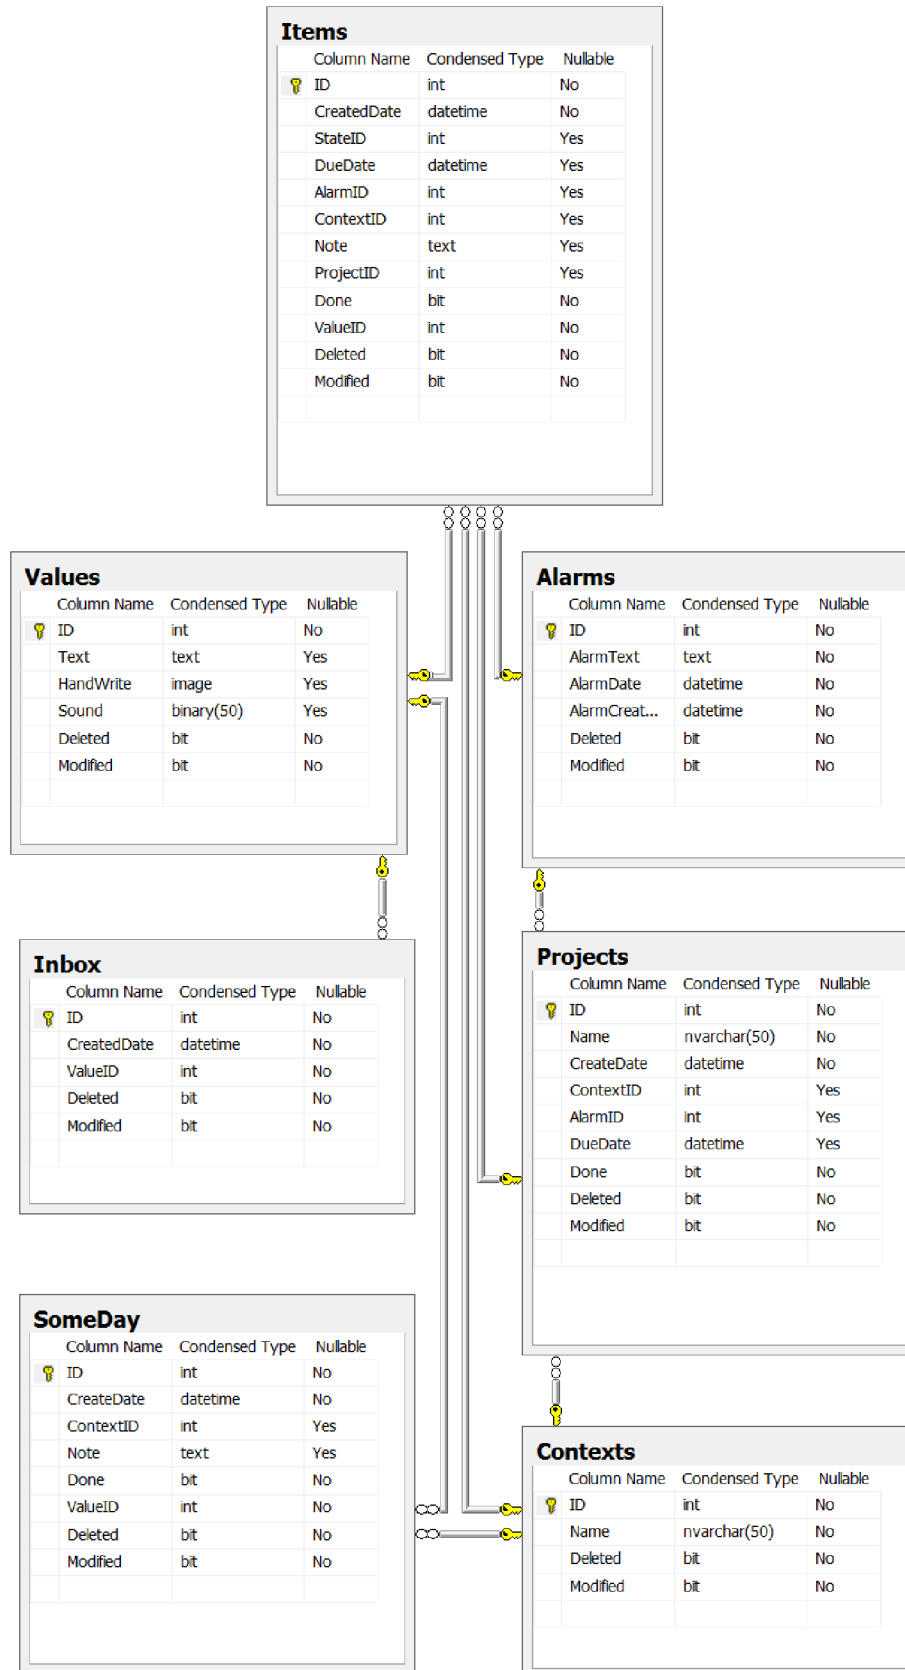 Items
Column Name Condensed Type Nullable
ID int No
CreatedDate datetime No
StateID int Yes
DueDate datetime Yes
AlarmID int Yes
ContextID int Yes
Note text Yes
ProjectID int Yes
Done bit No
ValueID int No
Deleted bit No
Modified bit No
Values
Column Name Condensed Type Nullable
ID int No
Text text Yes
HandWrite image Yes
Sound binary(50) Yes
Deleted bit No
Modified bit No
Alarms
Column Name Condensed Type Nullable
ID int No
AlarmText text No
AlarmDate datetime No
AlarmCreat... datetime No
Deleted bit No
Modified bit No
Inbox
Column Name Condensed Type Nullable
ID int No
CreatedDate datetime No
ValueID int No
Deleted bit No
Modified bit No
Projects
Column Name Condensed Type Nullable
ID int No
Name nvarchar(50) No
CreateDate datetime No
ContextID int Yes
AlarmID int Yes
DueDate datetime Yes
Done bit No
Deleted bit No
Modified bit No
SomeDay
Column Name Condensed Type Nullable
ID int No
CreateDate datetime No
ContextID int Yes
Note text Yes
Done bit No
ValueID int No
Deleted bit No
Modified bit No
Contexts
Column Name Condensed Type Nullable
ID int No
Name nvarchar(50) No
Deleted bit No
Modified bit No